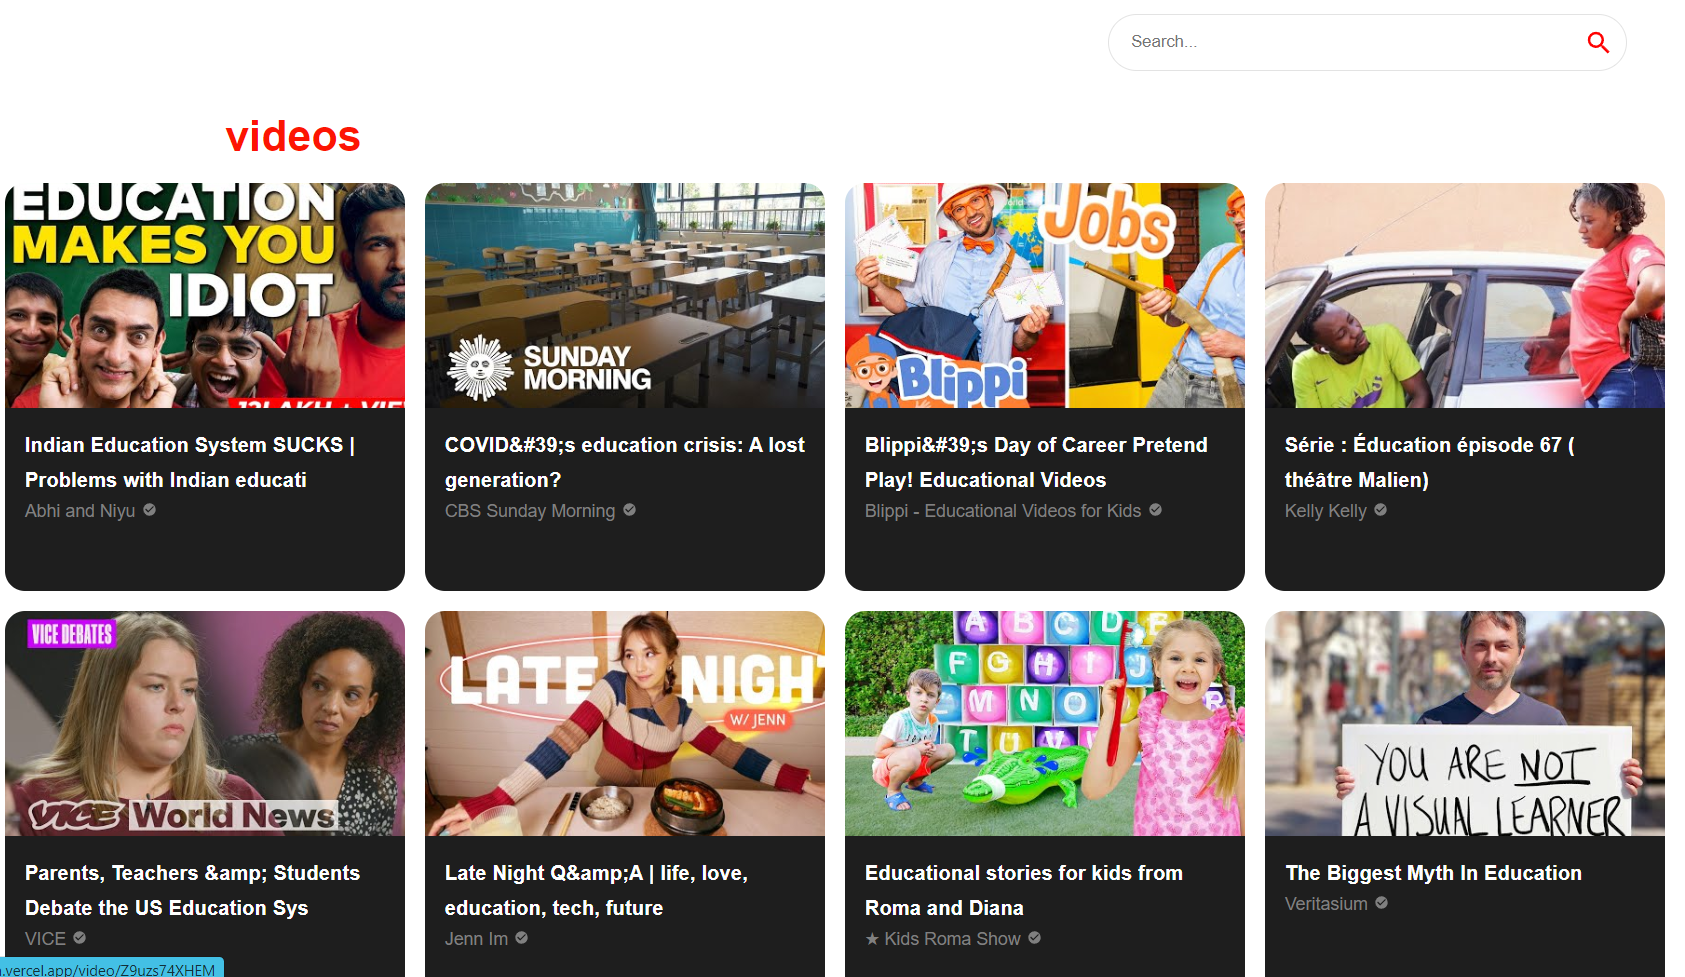 Search...
videos
EDUCATION
MAKES YOU
IDIOT
SUNDAY
MORNING
Jobs
Blippi
Indian Education System SUCKS |
Problems with Indian educati
Abhi and Niyu
COVID&#39;s education crisis: A lost
generation?
CBS Sunday Morning
Blippi&#39;s Day of Career Pretend
Play! Educational Videos
Blippi - Educational Videos for Kids
Série : Éducation épisode 67 (
théâtre Malien)
Kelly Kelly
VICE DEBATES
VICE World News
LATE NIGHT
W/ JENN
A B C D E
F G H I J
L M N O R
T U V
YOU ARE NOT
A VISUAL LEARNER
Parents, Teachers &amp; Students
Debate the US Education Sys
VICE
Late Night Q&amp;A | life, love,
education, tech, future
Jenn Im
Educational stories for kids from
Roma and Diana
★ Kids Roma Show
The Biggest Myth In Education
Veritasium
.vercel.app/video/Z9uzs74XHEM